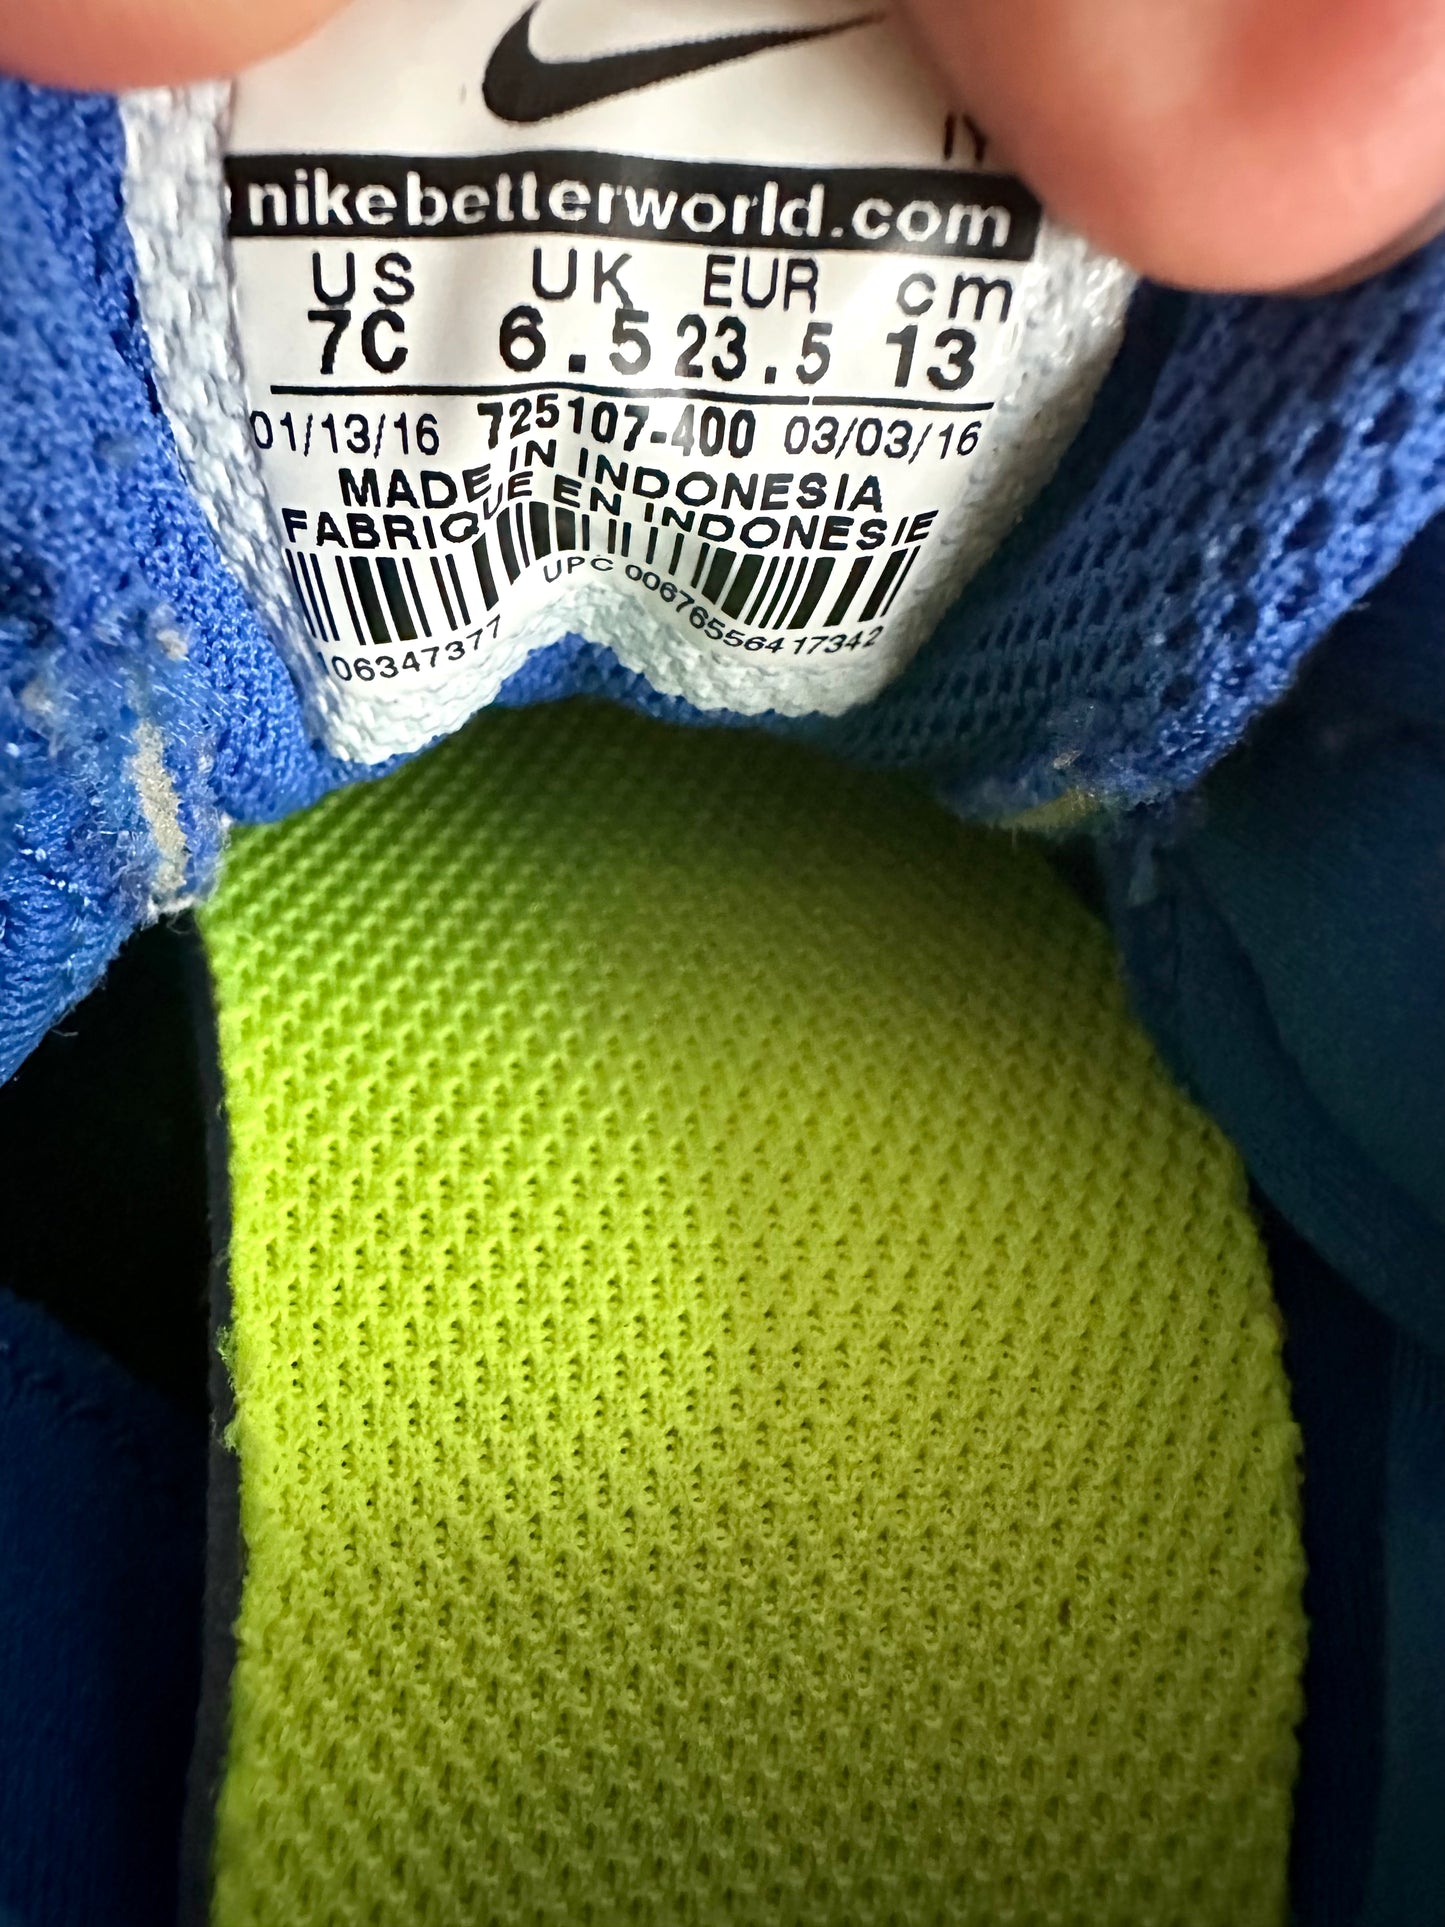 nikebetterworld.com
US UK EUR cm
7C 6.5 23.5 13
01/13/16 725107-400 03/03/16
MADE IN INDONESIA
FABRIQUE EN INDONESIE
UPC 00676556417342